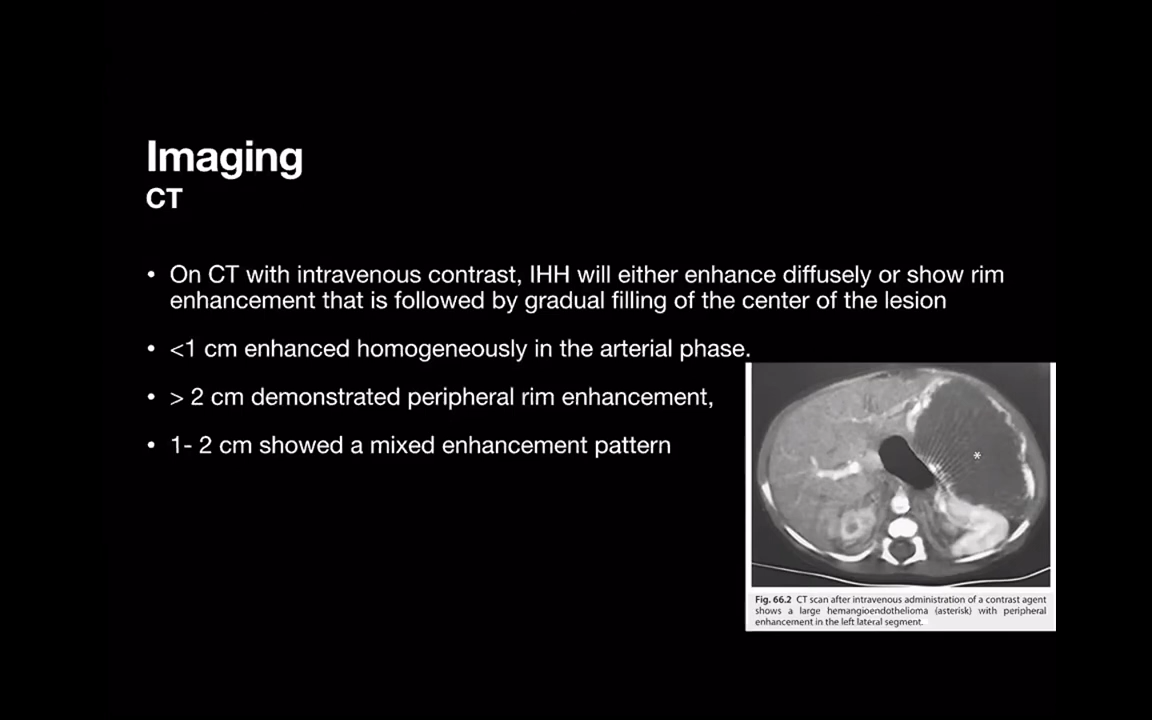 Imaging
CT
• On CT with intravenous contrast, IHH will either enhance diffusely or show rim
enhancement that is followed by gradual filling of the center of the lesion
• <1 cm enhanced homogeneously in the arterial phase.
• > 2 cm demonstrated peripheral rim enhancement,
• 1- 2 cm showed a mixed enhancement pattern
*
Fig. 66.2 CT scan after intravenous administration of a contrast agent
shows a large hemangioendothelioma (asterisk) with peripheral
enhancement in the left lateral segment.